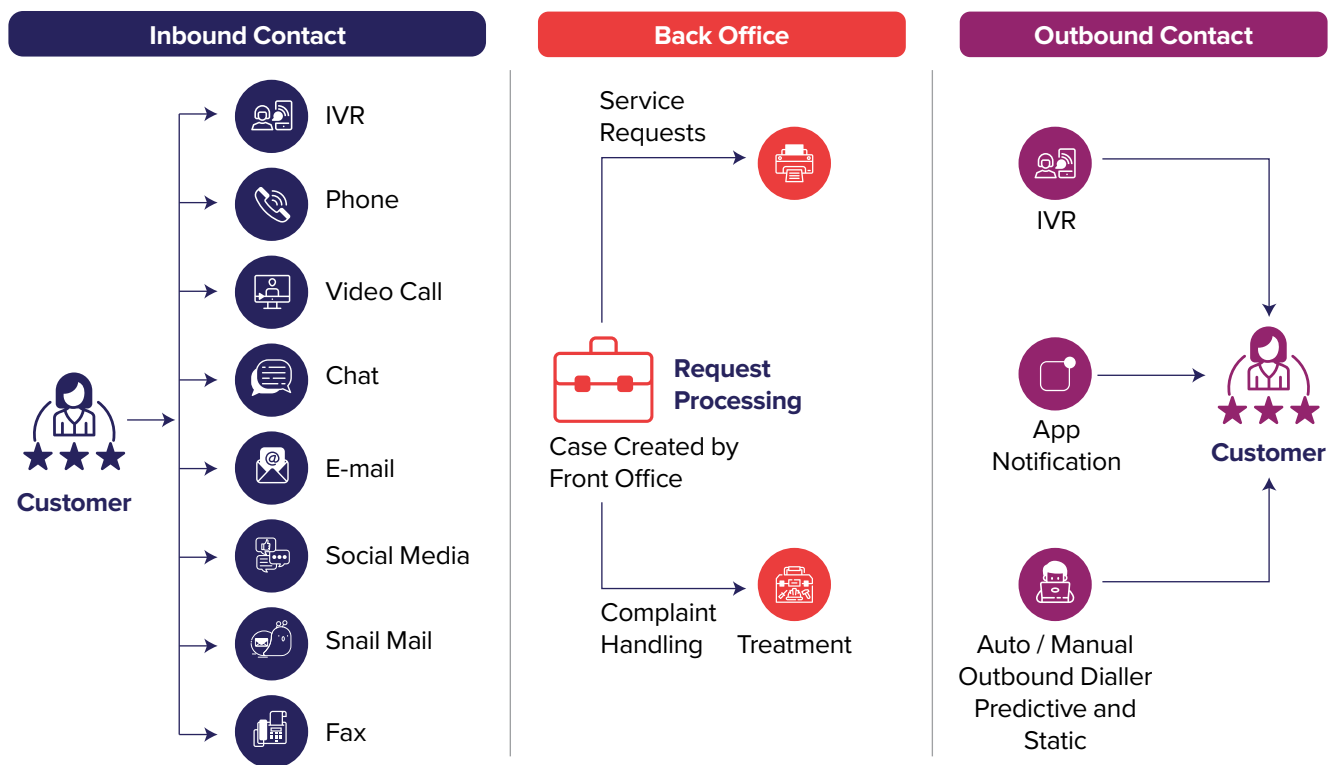 Inbound Contact
IVR
Phone
Video Call
Chat
E-mail
Social Media
Snail Mail
Fax
Customer
Back Office
Service
Requests
Request
Processing
Case Created by
Front Office
Complaint
Handling
Treatment
Outbound Contact
IVR
App
Notification
Auto / Manual
Outbound Dialler
Predictive and
Static
Customer